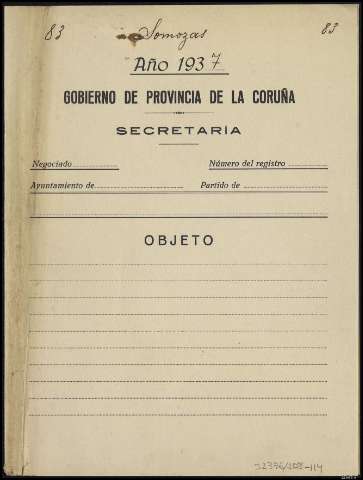 83 Somozas 83
Año 1937
GOBIERNO DE PROVINCIA DE LA CORUÑA
SECRETARÍA
Negociado Número del registro
Ayuntamiento de Partido de
OBJETO